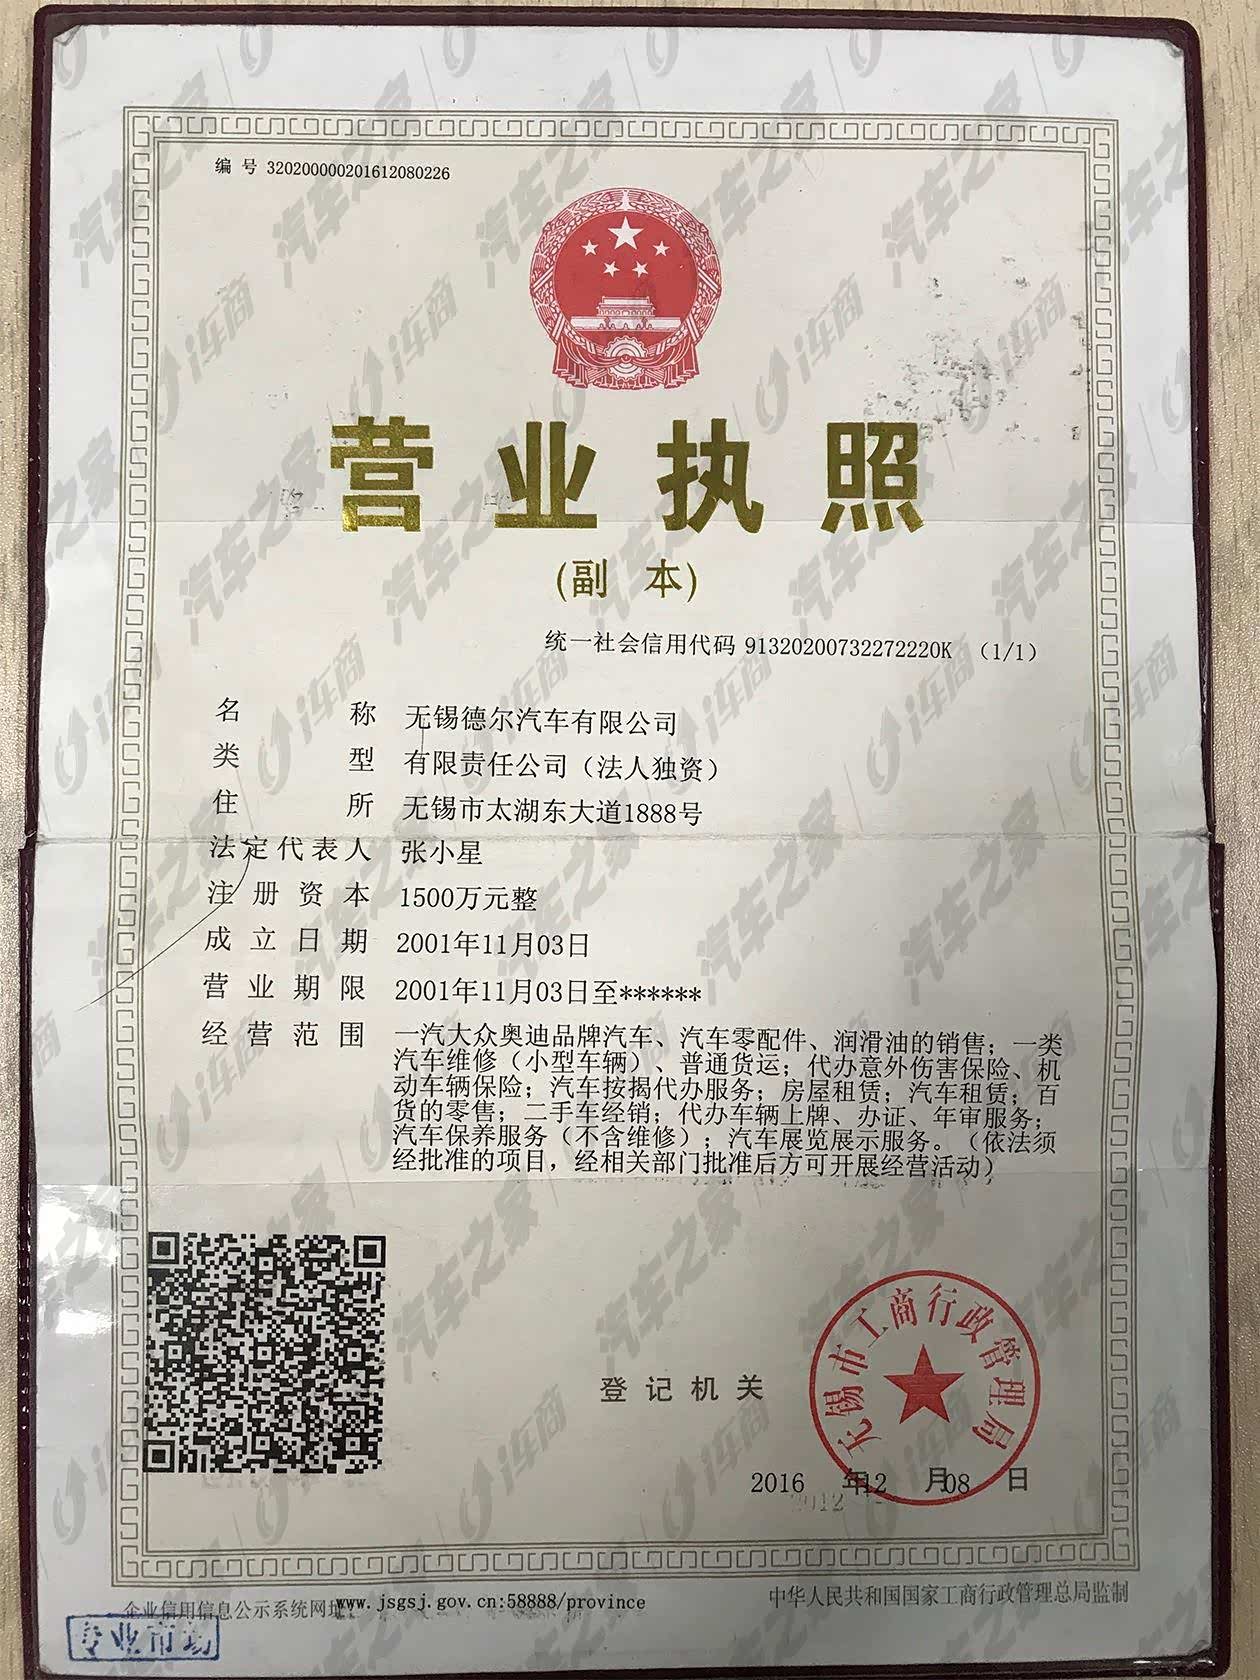 编 号 320200000201612080226
营业执照
(副 本)
统一社会信用代码 91320200732272220K （1/1）
名 称 无锡德尔汽车有限公司
类 型 有限责任公司（法人独资）
住 所 无锡市太湖东大道1888号
法定代表人 张小星
注册资本 1500万元整
成立日期 2001年11月03日
营业期限 2001年11月03日至******
经营范围 一汽大众奥迪品牌汽车、汽车零配件、润滑油的销售；一类
汽车维修（小型车辆）、普通货运；代办意外伤害保险、机
动车辆保险；汽车按揭代办服务；房屋租赁；汽车租赁；百
货的零售；二手车经销；代办车辆上牌、办证、年审服务；
汽车保养服务（不含维修）；汽车展览展示服务。（依法须
经批准的项目，经相关部门批准后方可开展经营活动）
无锡市工商行政管理局
登记机关
2016 年12 月08 日
企业信用信息公示系统网址：www.jsgsj.gov.cn:58888/province
中华人民共和国国家工商行政管理总局监制
专业市场
汽车之家
i车商